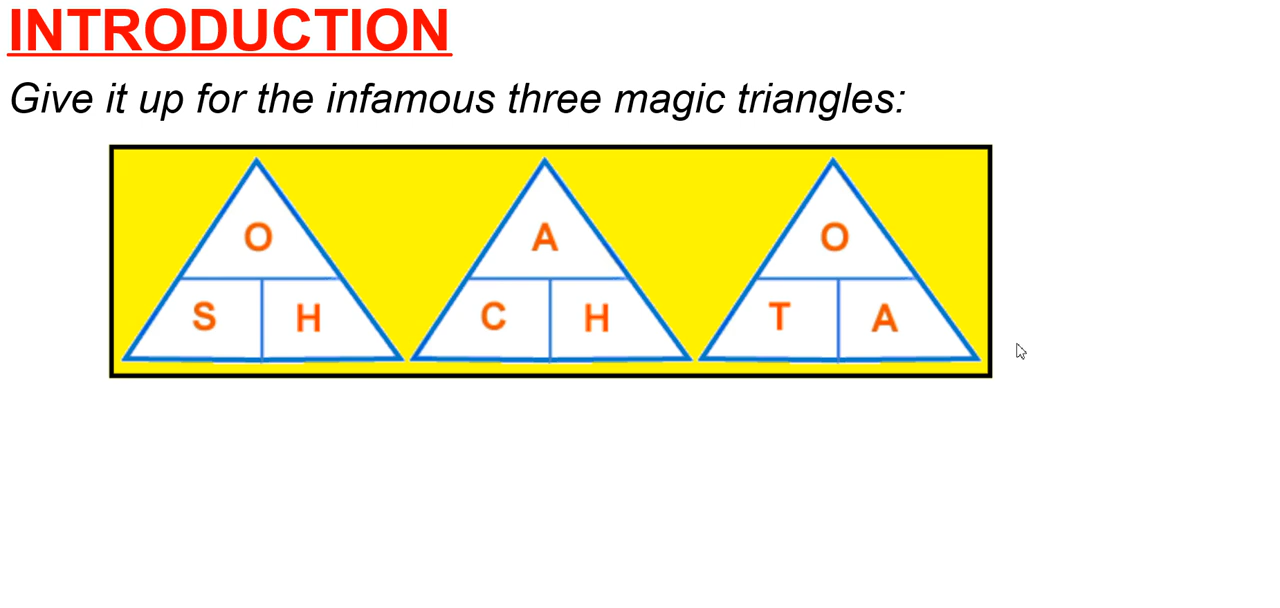 INTRODUCTION
Give it up for the infamous three magic triangles:
O A O
S H C H T A